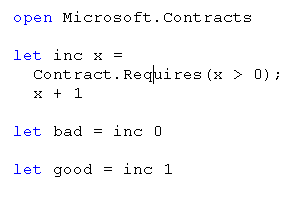 open Microsoft.Contracts
let inc x =
  Contract.Requires(x > 0);
  x + 1
let bad = inc 0
let good = inc 1